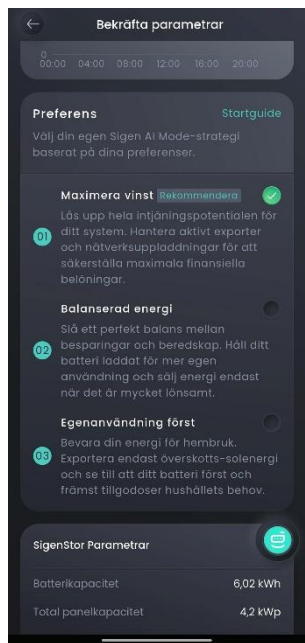 Bekräfta parametrar
0
00:00 04:00 08:00 12:00 16:00 20:00
Preferens Startguide
Välj din egen Sigen AI Mode-strategi
baserat på dina preferenser.
Maximera vinst Rekommendera
01
Lås upp hela intjäningspotentialen för
ditt system. Hantera aktivt exporter
och nätverksuppladdningar för att
säkerställa maximala finansiella
belöningar.
Balanserad energi
02
Slå ett perfekt balans mellan
besparingar och beredskap. Håll ditt
batteri laddat för mer egen
användning och sälj energi endast
när det är mycket lönsamt.
Egenanvändning först
03
Bevara din energi för hembruk.
Exportera endast överskotts-solenergi
och se till att ditt batteri först och
främst tillgodoser hushållets behov.
SigenStor Parametrar
Batterikapacitet 6,02 kWh
Total panelkapacitet 4,2 kWp